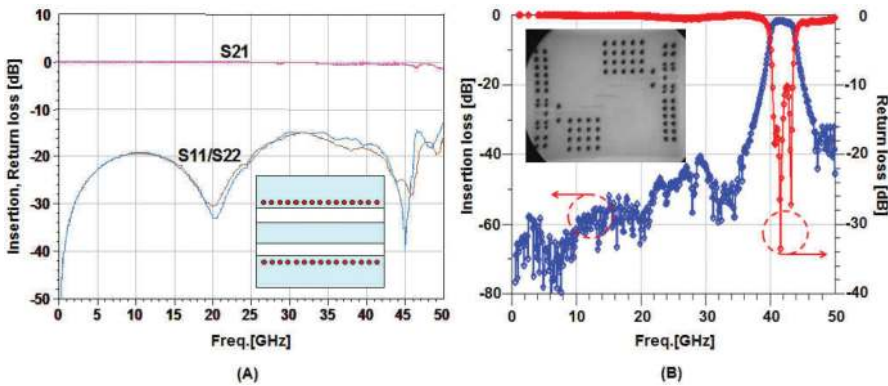 10
0
-10
-20
-30
-40
-50
Insertion, Return loss [dB]
S21
S11/S22
0 5 10 15 20 25 30 35 40 45 50
Freq.[GHz]
(A)
0
-20
-40
-60
-80
Insertion loss [dB]
0
-10
-20
-30
-40
Return loss [dB]
0 10 20 30 40 50
Freq.[GHz]
(B)